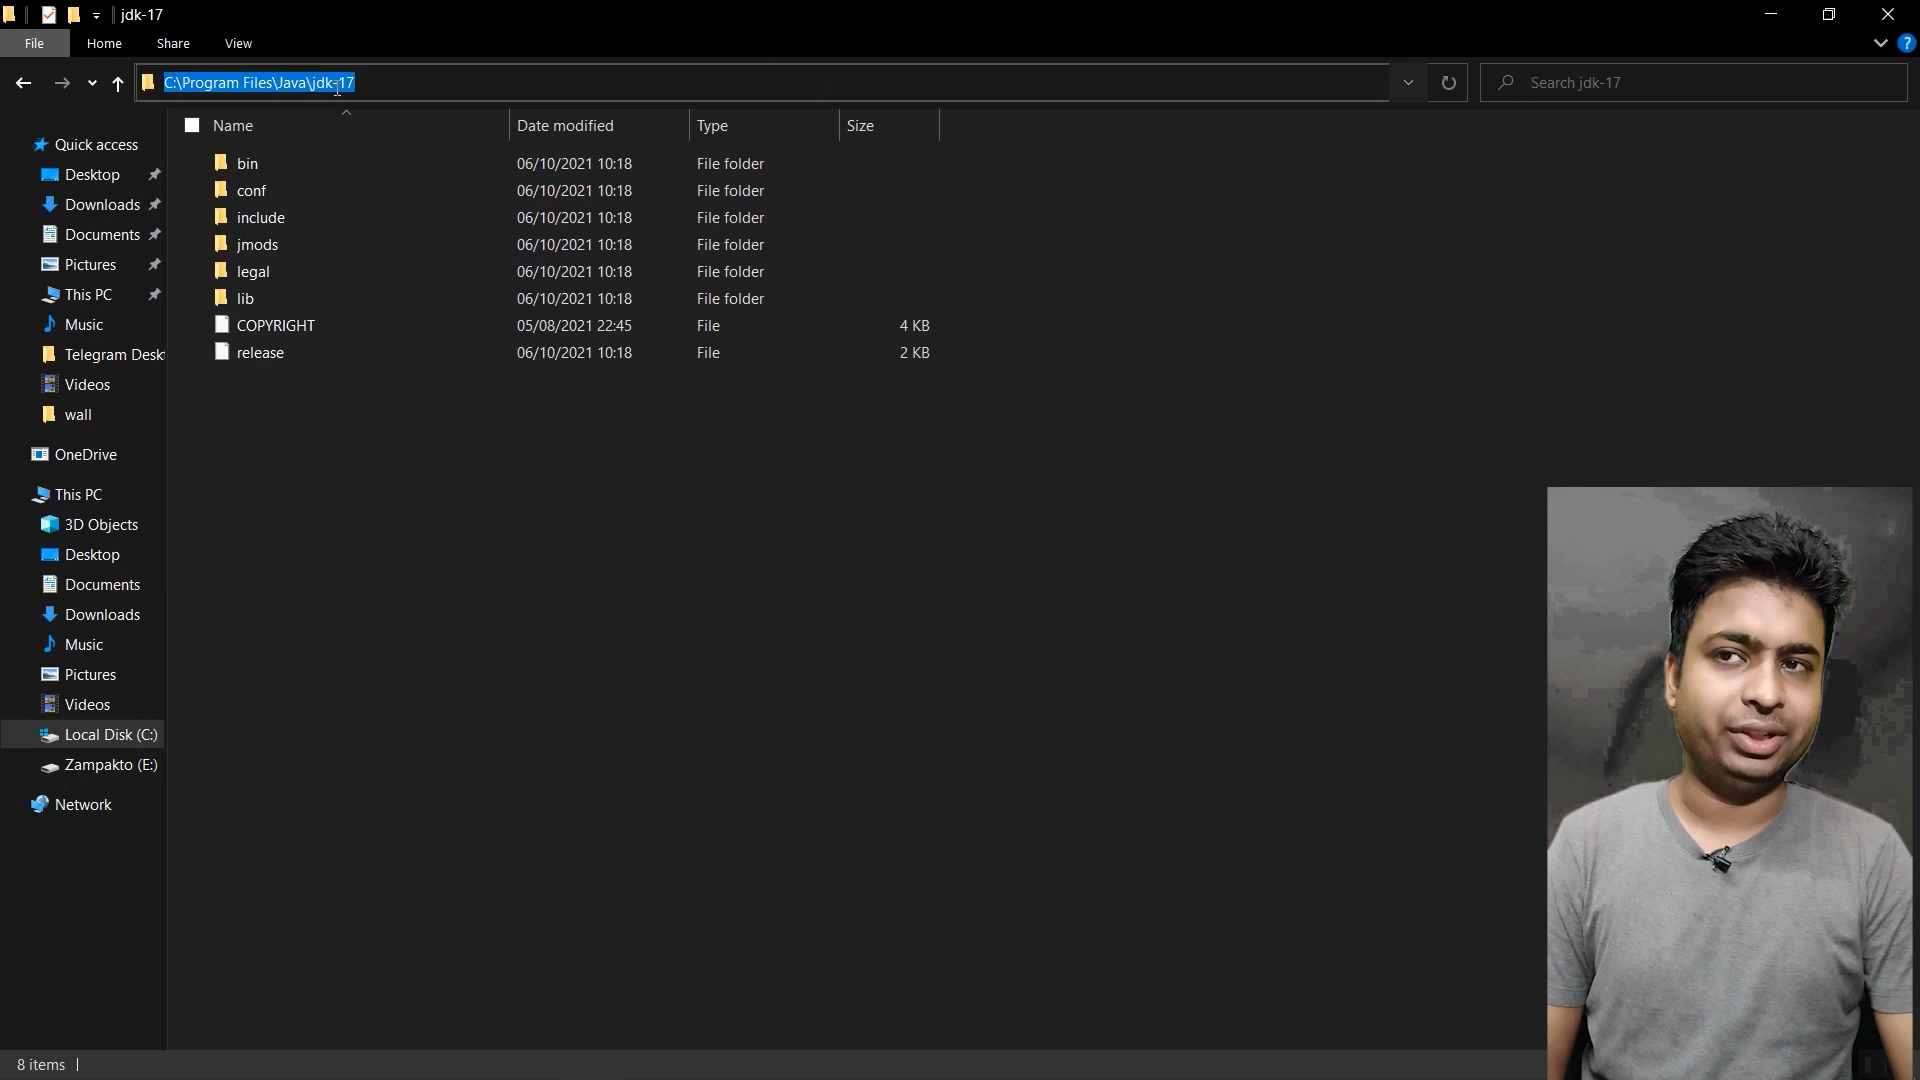 jdk-17
File Home Share View
C:\Program Files\Java\jdk-17
Search jdk-17
Name Date modified Type Size
bin 06/10/2021 10:18 File folder
conf 06/10/2021 10:18 File folder
include 06/10/2021 10:18 File folder
jmods 06/10/2021 10:18 File folder
legal 06/10/2021 10:18 File folder
lib 06/10/2021 10:18 File folder
COPYRIGHT 05/08/2021 22:45 File 4 KB
release 06/10/2021 10:18 File 2 KB
Quick access
Desktop
Downloads
Documents
Pictures
This PC
Music
Telegram Deskt
Videos
wall
OneDrive
This PC
3D Objects
Desktop
Documents
Downloads
Music
Pictures
Videos
Local Disk (C:)
Zampakto (E:)
Network
8 items